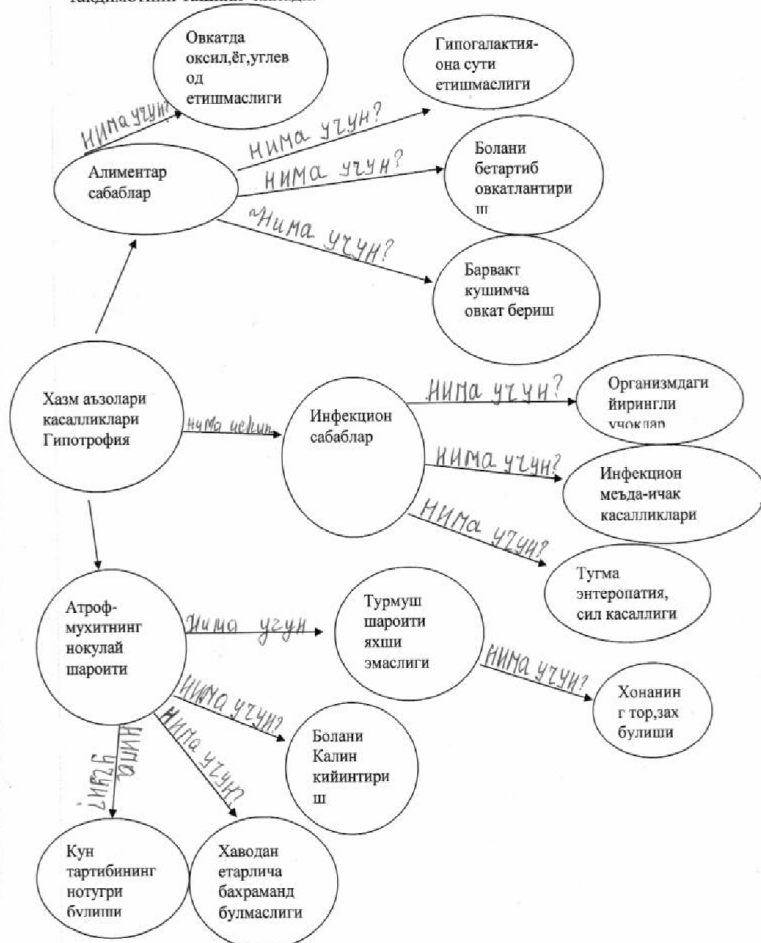 Овкатда
оксил,ёг,углев
од
етишмаслиги
Гипогалактия-
она сути
етишмаслиги
нима учун?
нима учун?
Алиментар
сабаблар
нима учун?
Болани
бетартиб
овкатлантири
ш
Нима учун?
Барвакт
кушимча
овкат бериш
Хазм аъзолари
касалликлари
Гипотрофия
нима
Инфекцион
сабаблар
нима учун?
Организмдаги
йирингли
учоклар
нима учун?
Инфекцион
меъда-ичак
касалликлари
нима учун?
Тугма
энтеропатия,
сил касаллиги
Атроф-
мухитнинг
нокулай
шароити
Нима учун
Турмуш
шароити
яхши
эмаслиги
нима учун?
Хонанин
г тор,зах
булиши
нима учун?
Болани
Калин
кийинтири
ш
нима учун?
нима
учун?
Кун
тартибининг
нотугри
булиши
Хаводан
етарлича
бахраманд
булмаслиги